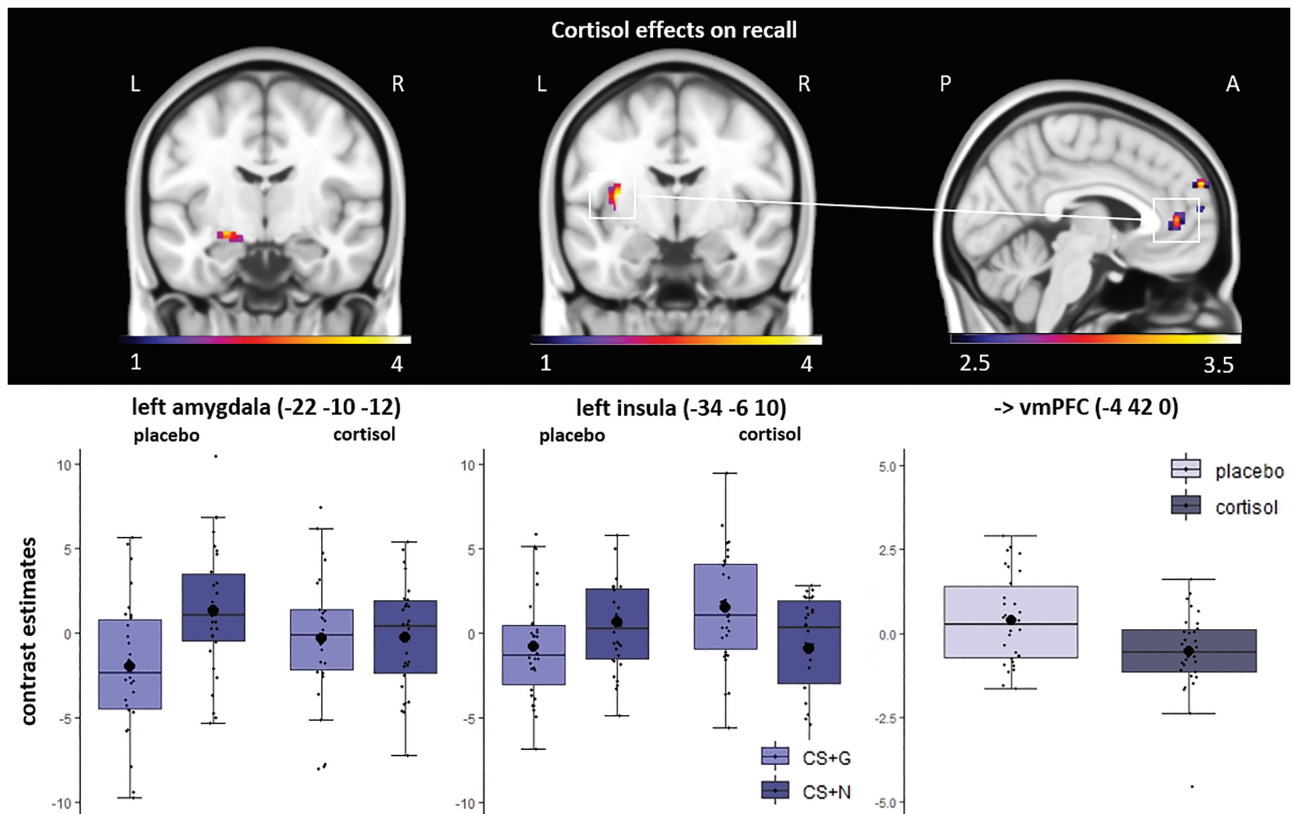 Cortisol effects on recall
L R L R P A
1 4 1 4 2.5 3.5
left amygdala (-22 -10 -12) left insula (-34 -6 10) -> vmPFC (-4 42 0)
placebo cortisol placebo cortisol
contrast estimates
10
5
0
-5
-10
10
5
0
-5
-10
CS+G
CS+N
5.0
2.5
0.0
-2.5
-5.0
placebo
cortisol